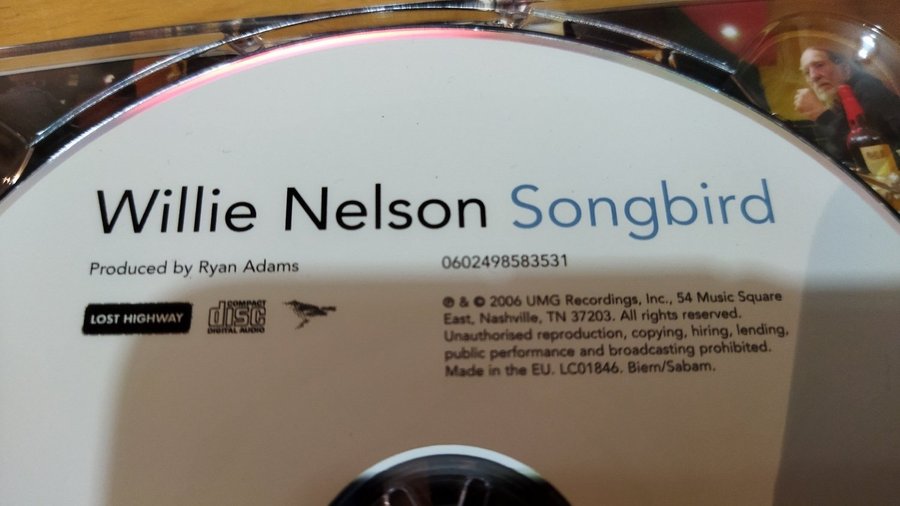 Willie Nelson Songbird
Produced by Ryan Adams
0602498583531
LOST HIGHWAY
COMPACT
disc
DIGITAL AUDIO
℗ & © 2006 UMG Recordings, Inc., 54 Music Square
East, Nashville, TN 37203. All rights reserved.
Unauthorised reproduction, copying, hiring, lending,
public performance and broadcasting prohibited.
Made in the EU. LC01846. Biem/Sabam.